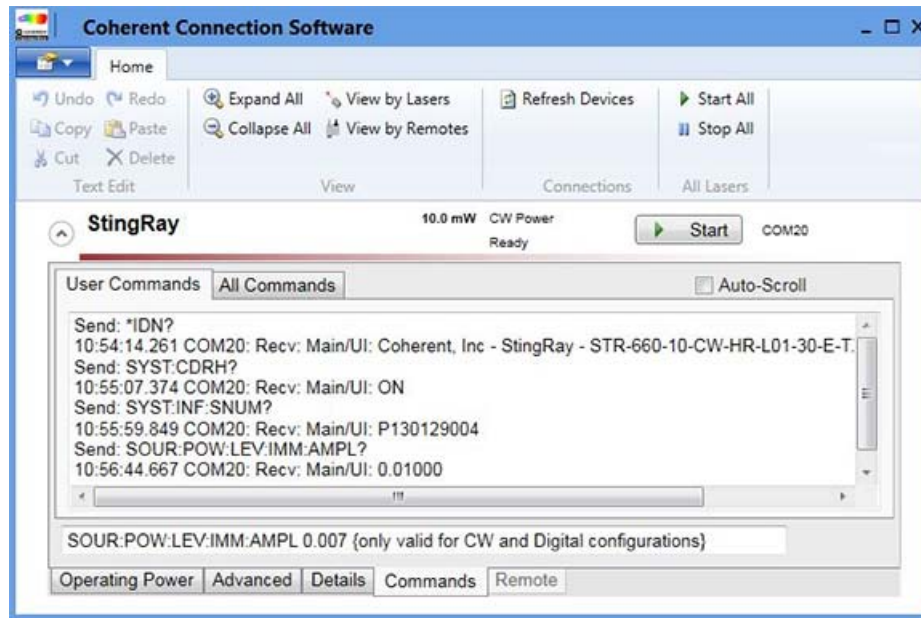 Coherent Connection Software
Home
Undo Redo
Copy Paste
Cut Delete
Text Edit
Expand All View by Lasers
Collapse All View by Remotes
View
Refresh Devices
Connections
Start All
Stop All
All Lasers
StingRay
10.0 mW CW Power
Ready
Start
COM20
User Commands All Commands
Auto-Scroll
Send: *IDN?
10:54:14.261 COM20: Recv: Main/UI: Coherent, Inc - StingRay - STR-660-10-CW-HR-L01-30-E-T.
Send: SYST:CDRH?
10:55:07.374 COM20: Recv: Main/UI: ON
Send: SYST:INF:SNUM?
10:55:59.849 COM20: Recv: Main/UI: P130129004
Send: SOUR:POW:LEV:IMM:AMPL?
10:56:44.667 COM20: Recv: Main/UI: 0.01000
SOUR:POW:LEV:IMM:AMPL 0.007 {only valid for CW and Digital configurations}
Operating Power Advanced Details Commands Remote